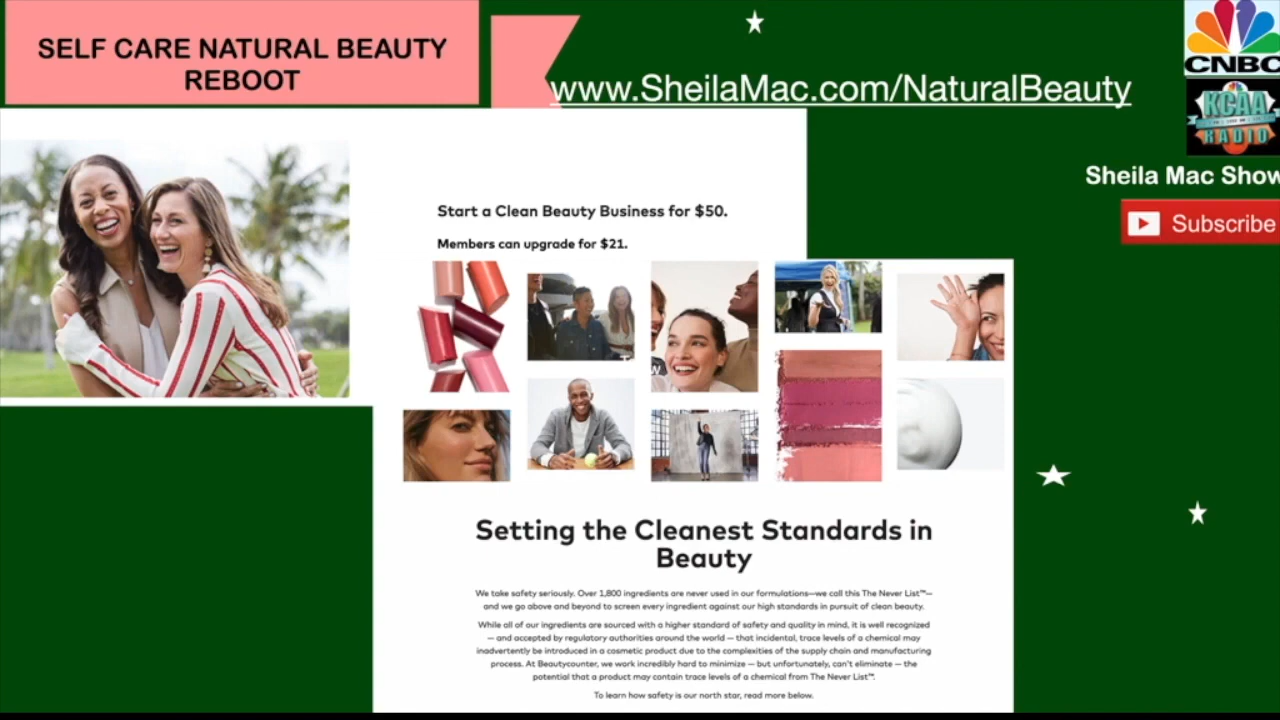 SELF CARE NATURAL BEAUTY
REBOOT
www.SheilaMac.com/NaturalBeauty
CNBC
KCAA
RADIO
Sheila Mac Show
Subscribe
Start a Clean Beauty Business for $50.
Members can upgrade for $21.
Setting the Cleanest Standards in
Beauty
We take safety seriously. Over 1,800 ingredients are never used in our formulations—we call this The Never List™—
and we go above and beyond to screen every ingredient against our high standards in pursuit of clean beauty.
While all of our ingredients are sourced with a higher standard of safety and quality in mind, it is well recognized
— and accepted by regulatory authorities around the world — that incidental, trace levels of a chemical may
inadvertently be introduced in a cosmetic product due to the complexities of the supply chain and manufacturing
process. At Beautycounter, we work incredibly hard to minimize — but unfortunately, can't eliminate — the
potential that a product may contain trace levels of a chemical from The Never List™.
To learn how safety is our north star, read more below.